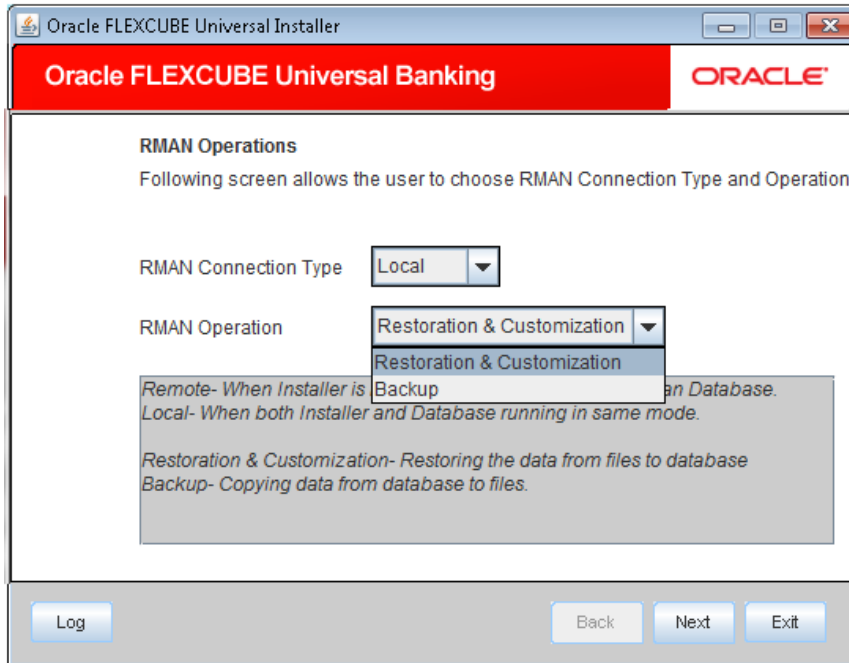 Oracle FLEXCUBE Universal Installer
Oracle FLEXCUBE Universal Banking
ORACLE
RMAN Operations
Following screen allows the user to choose RMAN Connection Type and Operation
RMAN Connection Type
Local
RMAN Operation
Restoration & Customization
Restoration & Customization
Backup
Remote- When Installer is an Database.
Local- When both Installer and Database running in same mode.
Restoration & Customization- Restoring the data from files to database
Backup- Copying data from database to files.
Log
Back
Next
Exit